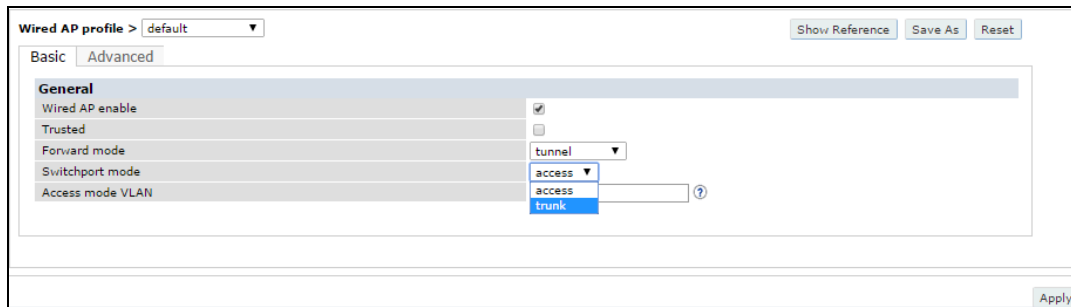 Wired AP profile > default
Show Reference Save As Reset
Basic Advanced
General
Wired AP enable
Trusted
Forward mode tunnel
Switchport mode access
access
Access mode VLAN ?
trunk
Apply